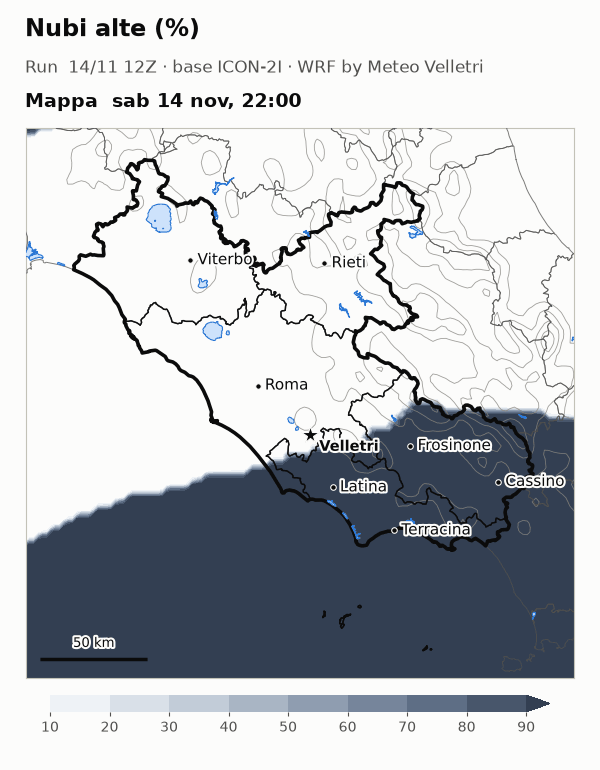 Nubi alte (%)
Run  14/11 12Z · base ICON-2I · WRF by Meteo Velletri
Mappa  sab 14 nov, 22:00
Viterbo
Rieti
Roma
Velletri
Frosinone
Cassino
Latina
Terracina
50 km
10 20 30 40 50 60 70 80 90